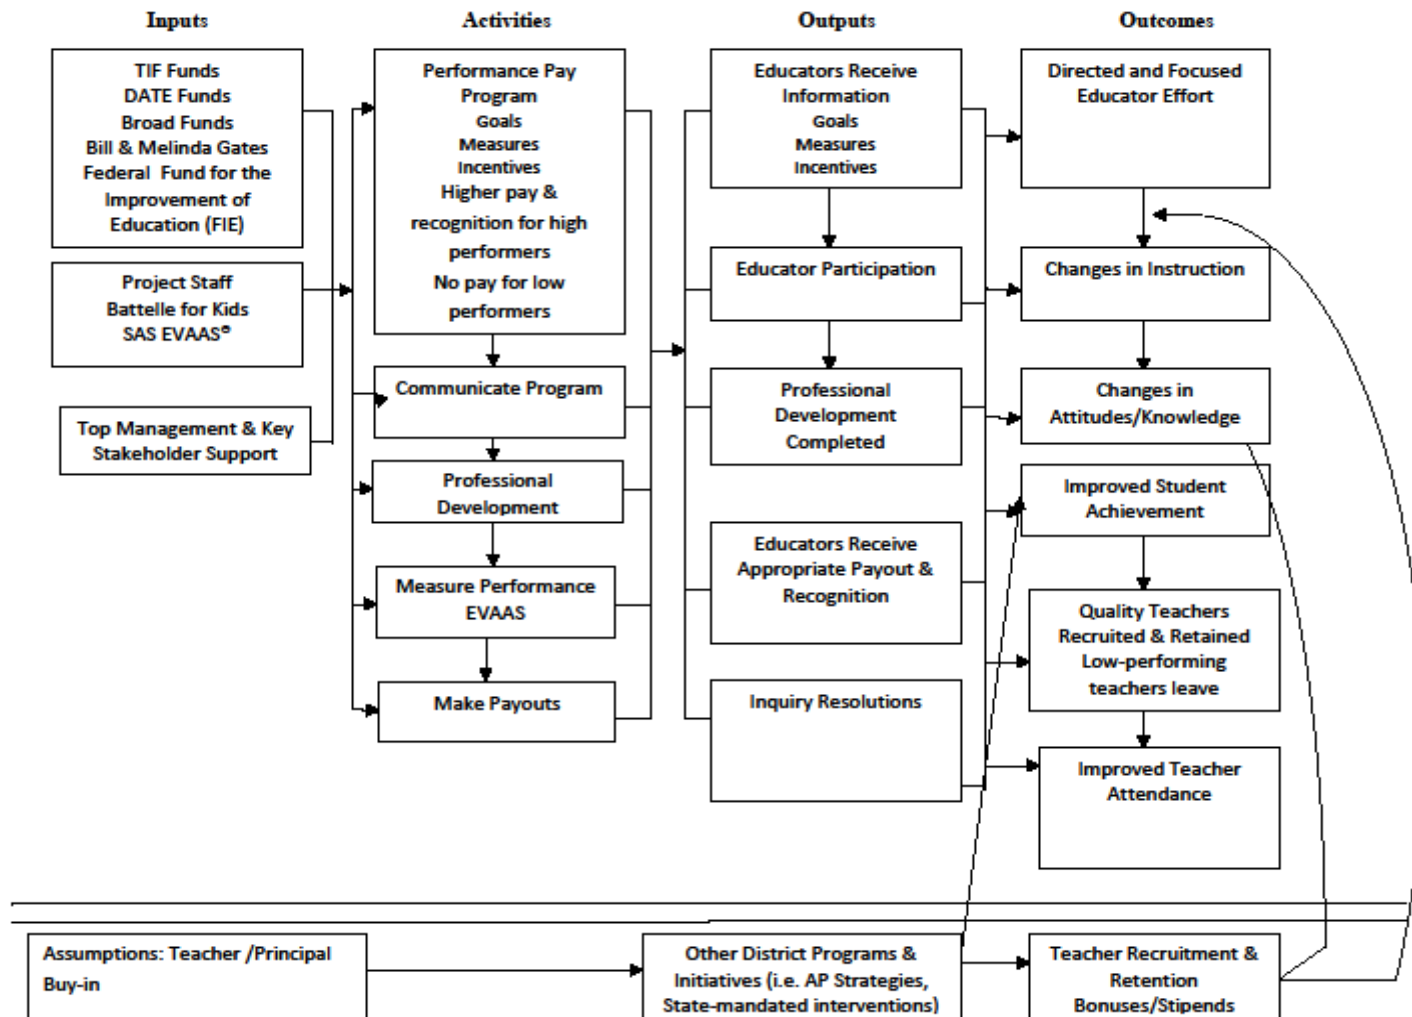 Inputs
Activities
Outputs
Outcomes
TIF Funds
DATE Funds
Broad Funds
Bill & Melinda Gates
Federal Fund for the
Improvement of
Education (FIE)
Project Staff
Battelle for Kids
SAS EVAAS®
Top Management & Key
Stakeholder Support
Performance Pay
Program
Goals
Measures
Incentives
Higher pay &
recognition for high
performers
No pay for low
performers
Communicate Program
Professional
Development
Measure Performance
EVAAS
Make Payouts
Educators Receive
Information
Goals
Measures
Incentives
Educator Participation
Professional
Development
Completed
Educators Receive
Appropriate Payout &
Recognition
Inquiry Resolutions
Directed and Focused
Educator Effort
Changes in Instruction
Changes in
Attitudes/Knowledge
Improved Student
Achievement
Quality Teachers
Recruited & Retained
Low-performing
teachers leave
Improved Teacher
Attendance
Assumptions: Teacher /Principal
Buy-in
Other District Programs &
Initiatives (i.e. AP Strategies,
State-mandated interventions)
Teacher Recruitment &
Retention
Bonuses/Stipends